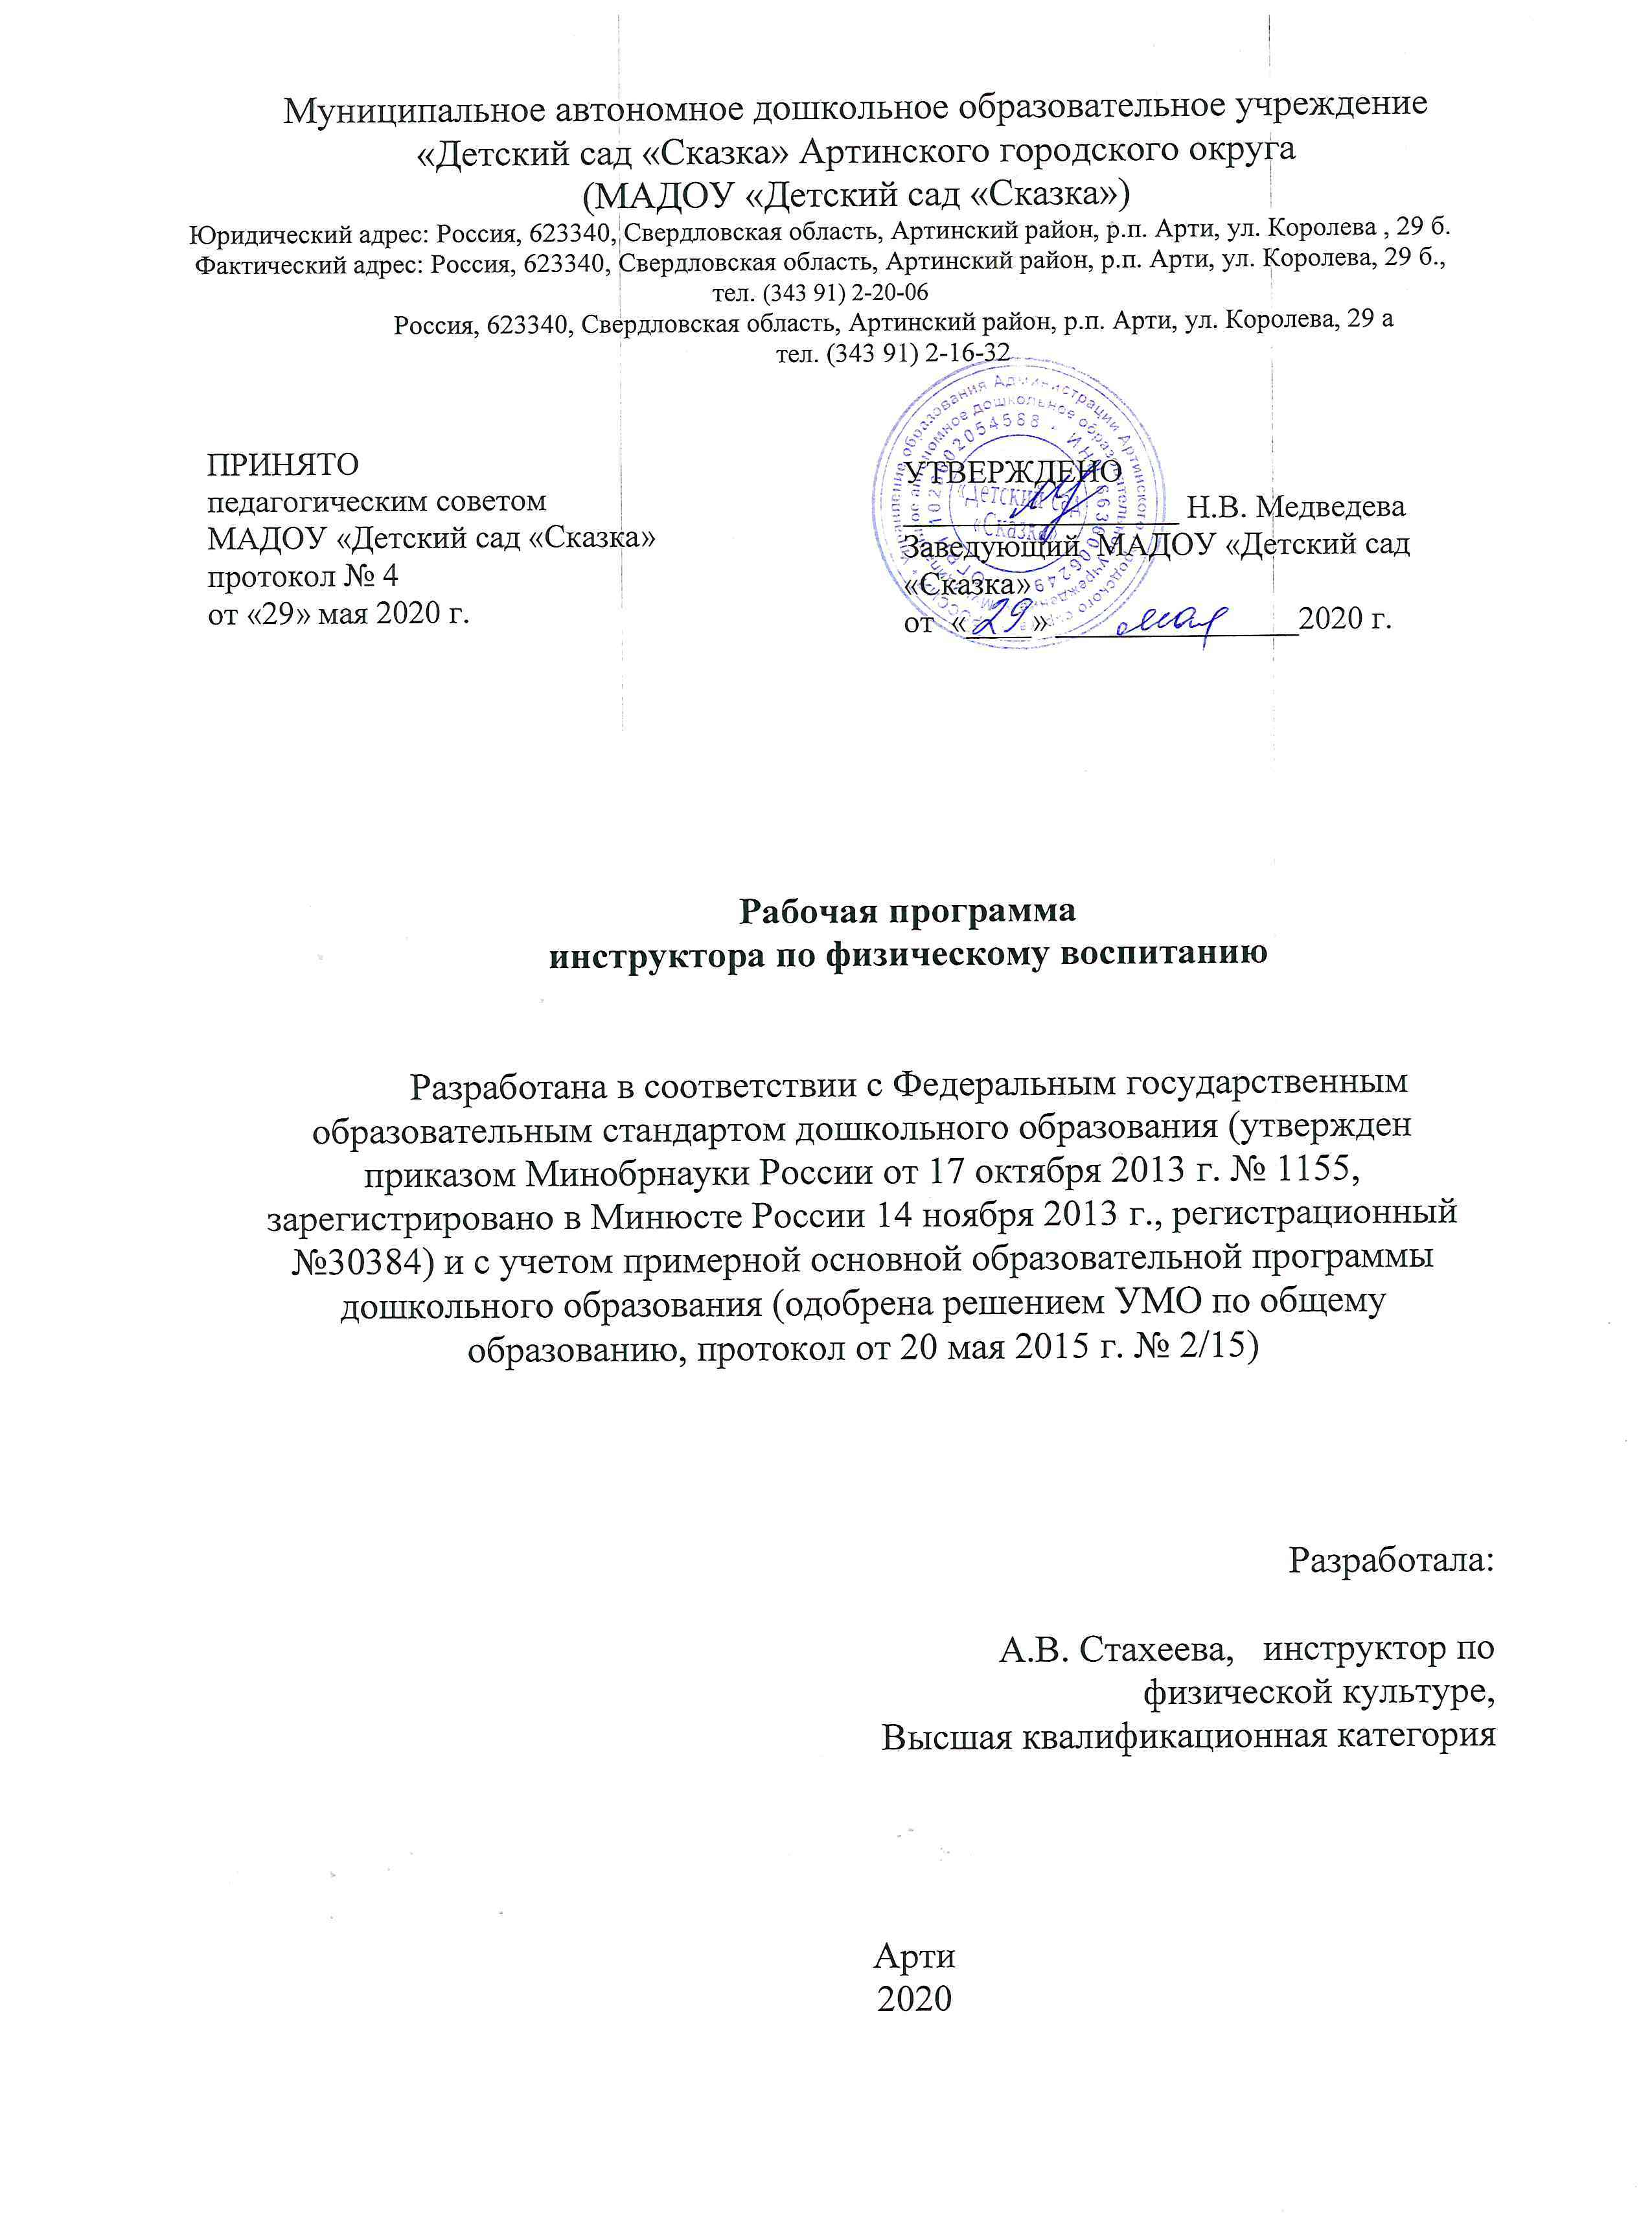 Муниципальное автономное дошкольное образовательное учреждение
«Детский сад «Сказка» Артинского городского округа
(МАДОУ «Детский сад «Сказка»)
Юридический адрес: Россия, 623340, Свердловская область, Артинский район, р.п. Арти, ул. Королева , 29 б.
Фактический адрес: Россия, 623340, Свердловская область, Артинский район, р.п. Арти, ул. Королева, 29 б.,
тел. (343 91) 2-20-06
Россия, 623340, Свердловская область, Артинский район, р.п. Арти, ул. Королева, 29 а
тел. (343 91) 2-16-32
ПРИНЯТО
педагогическим советом
МАДОУ «Детский сад «Сказка»
протокол № 4
от «29» мая 2020 г.
УТВЕРЖДЕНО
Н.В. Медведева
Заведующий МАДОУ «Детский сад
«Сказка»
от «29» мая 2020 г.
«Детский сад
«Сказка»
Рабочая программа
инструктора по физическому воспитанию
Разработана в соответствии с Федеральным государственным
образовательным стандартом дошкольного образования (утвержден
приказом Минобрнауки России от 17 октября 2013 г. № 1155,
зарегистрировано в Минюсте России 14 ноября 2013 г., регистрационный
№30384) и с учетом примерной основной образовательной программы
дошкольного образования (одобрена решением УМО по общему
образованию, протокол от 20 мая 2015 г. № 2/15)
Разработала:
А.В. Стахеева, инструктор по
физической культуре,
Высшая квалификационная категория
Арти
2020